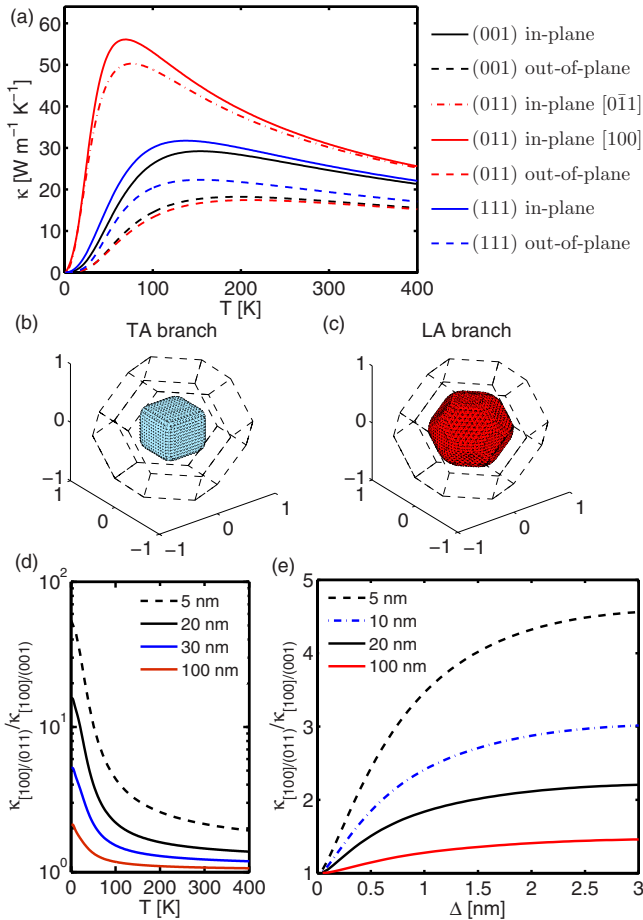 (a)
60
50
40
30
20
10
0
κ [W m⁻¹ K⁻¹]
0 100 200 300 400
T [K]
(001) in-plane
(001) out-of-plane
(011) in-plane [01̄1]
(011) in-plane [100]
(011) out-of-plane
(111) in-plane
(111) out-of-plane
(b) TA branch
1
0
−1
−1
0
1
−1
0
1
(c) LA branch
1
0
−1
−1
0
1
−1
0
1
(d)
10²
10¹
10⁰
κ[100]/(011)/κ[100]/(001)
5 nm
20 nm
30 nm
100 nm
0 100 200 300 400
T [K]
(e)
5
4
3
2
1
κ[100]/(011)/κ[100]/(001)
5 nm
10 nm
20 nm
100 nm
0 0.5 1 1.5 2 2.5 3
Δ [nm]